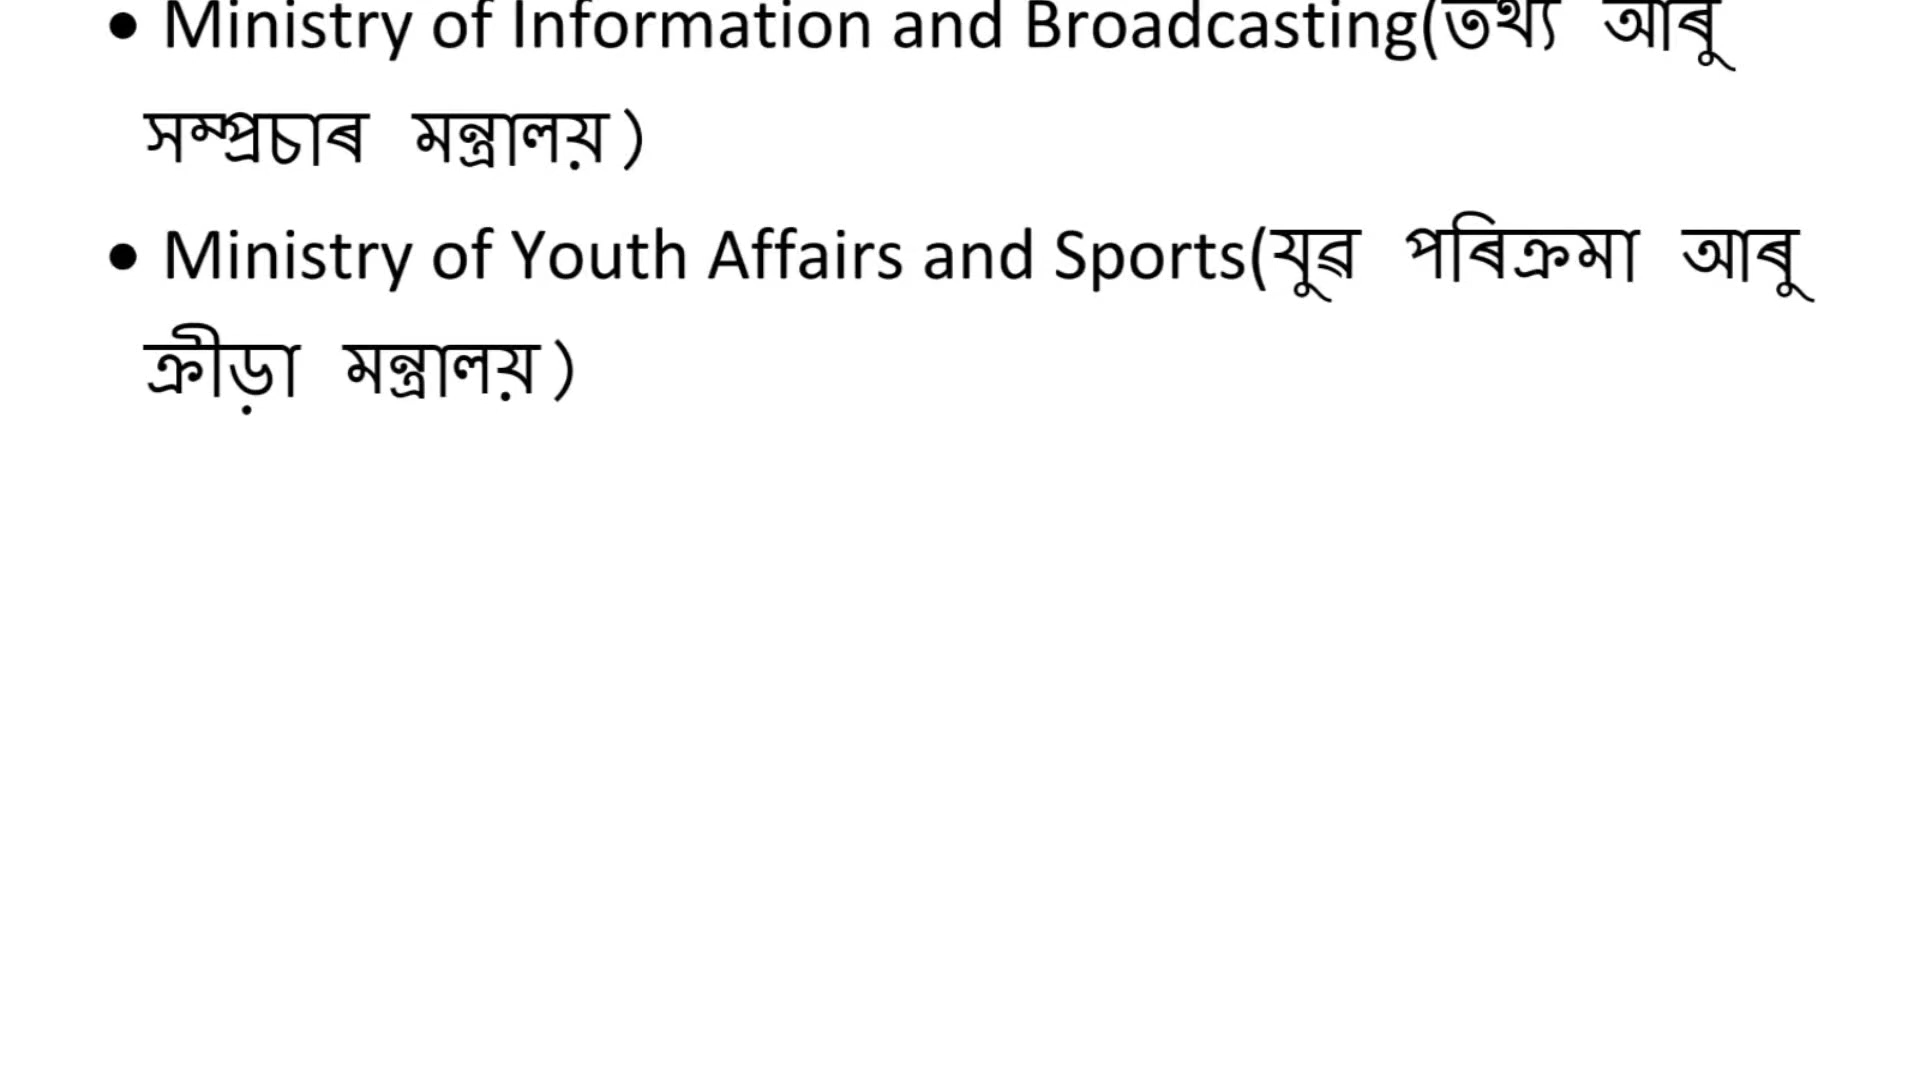 • Ministry of Information and Broadcasting(তথ্য আৰু
সম্প্ৰচাৰ মন্ত্ৰালয়)
• Ministry of Youth Affairs and Sports(যুৱ পৰিক্ৰমা আৰু
ক্ৰীড়া মন্ত্ৰালয়)